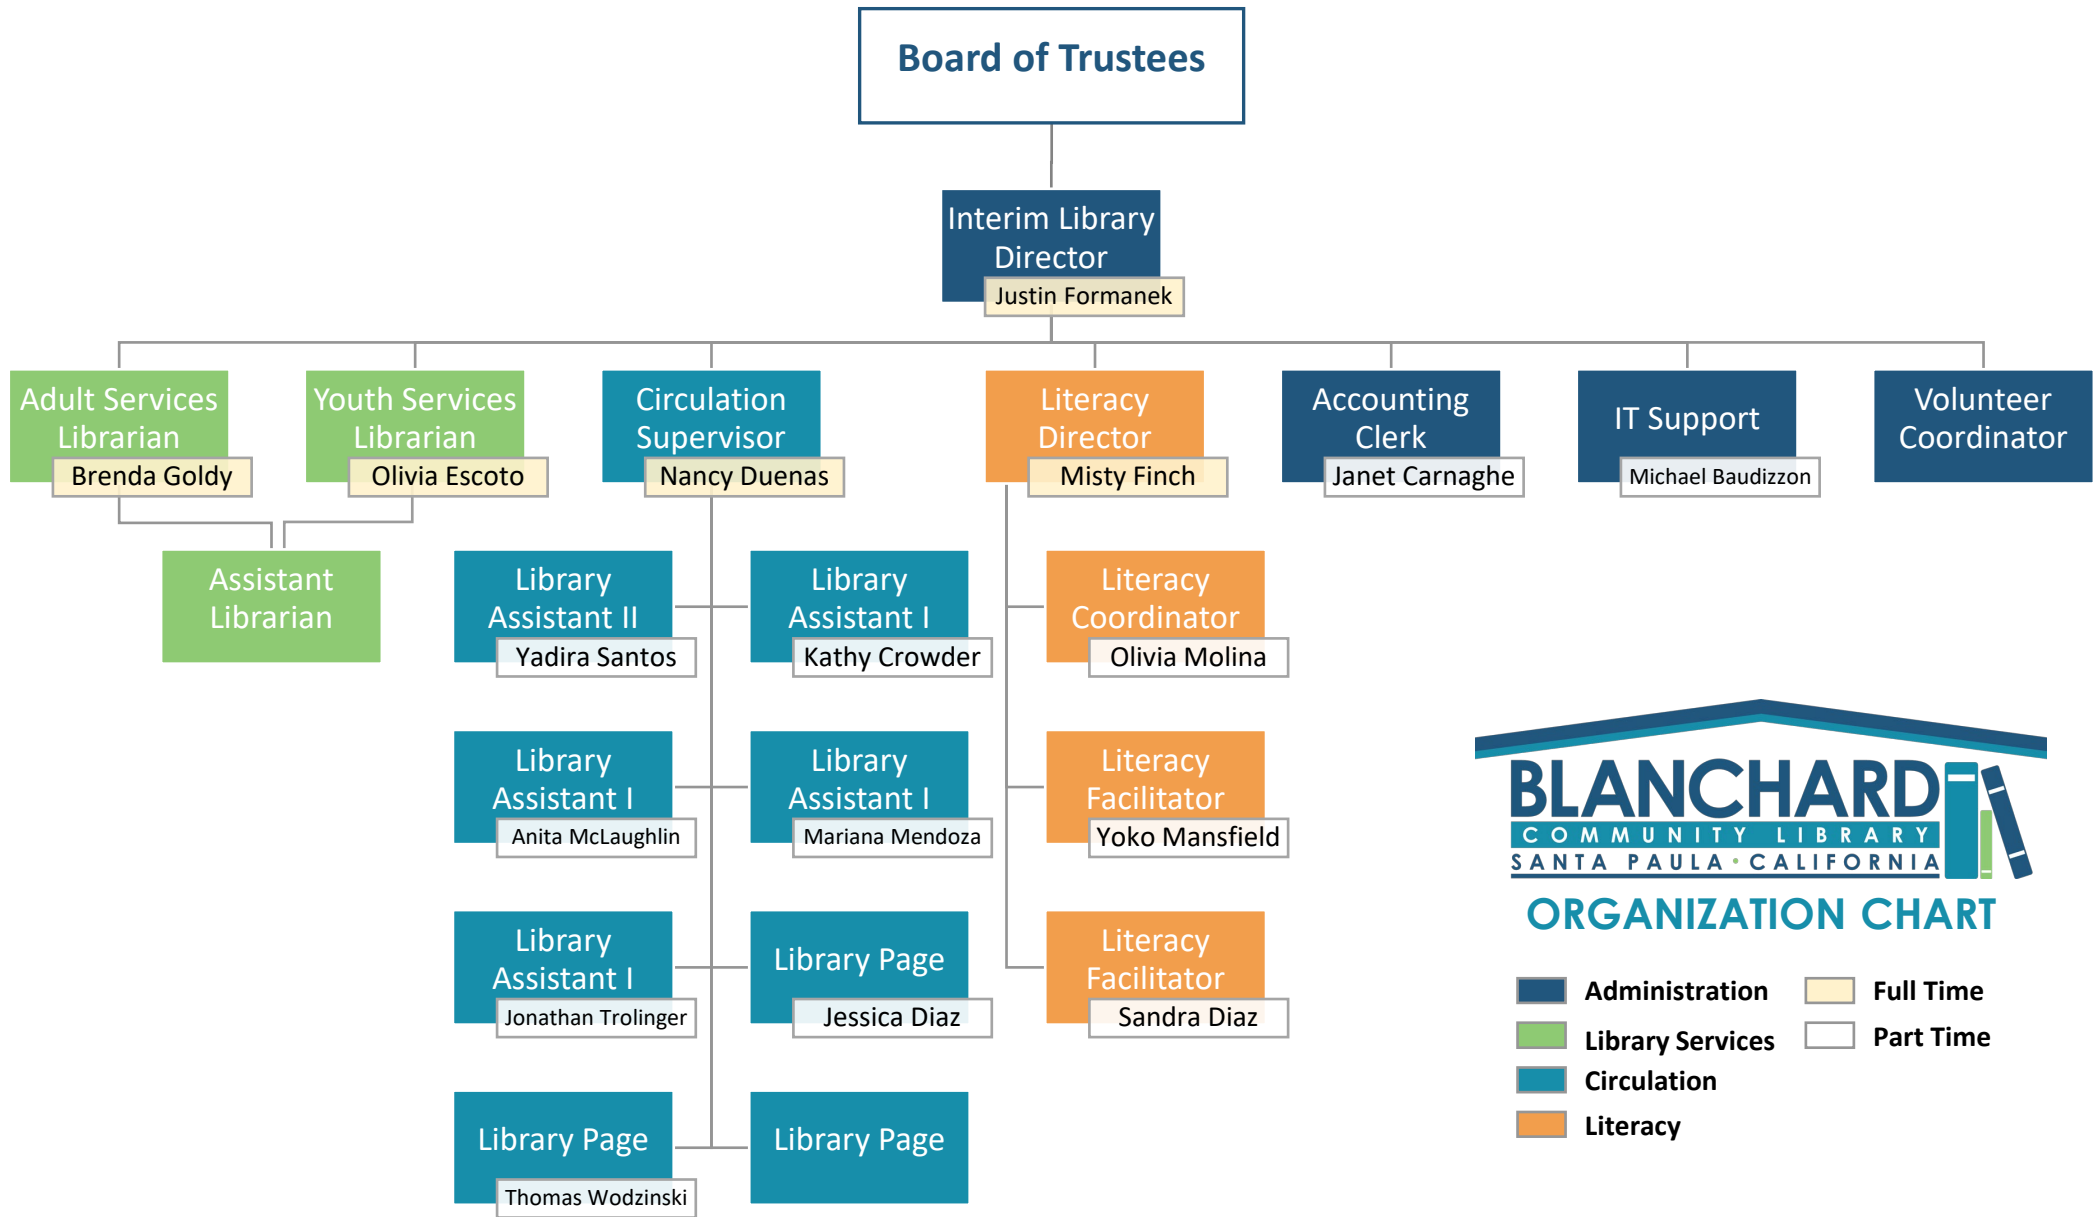 Board of Trustees
Interim Library
Director
Justin Formanek
Adult Services
Librarian
Brenda Goldy
Youth Services
Librarian
Olivia Escoto
Circulation
Supervisor
Nancy Duenas
Literacy
Director
Misty Finch
Accounting
Clerk
Janet Carnaghe
IT Support
Michael Baudizzon
Volunteer
Coordinator
Assistant
Librarian
Library
Assistant II
Yadira Santos
Library
Assistant I
Kathy Crowder
Literacy
Coordinator
Olivia Molina
Library
Assistant I
Anita McLaughlin
Library
Assistant I
Mariana Mendoza
Literacy
Facilitator
Yoko Mansfield
Library
Assistant I
Jonathan Trolinger
Library Page
Jessica Diaz
Literacy
Facilitator
Sandra Diaz
Library Page
Thomas Wodzinski
Library Page
BLANCHARD
COMMUNITY LIBRARY
SANTA PAULA • CALIFORNIA
ORGANIZATION CHART
Administration
Full Time
Library Services
Part Time
Circulation
Literacy